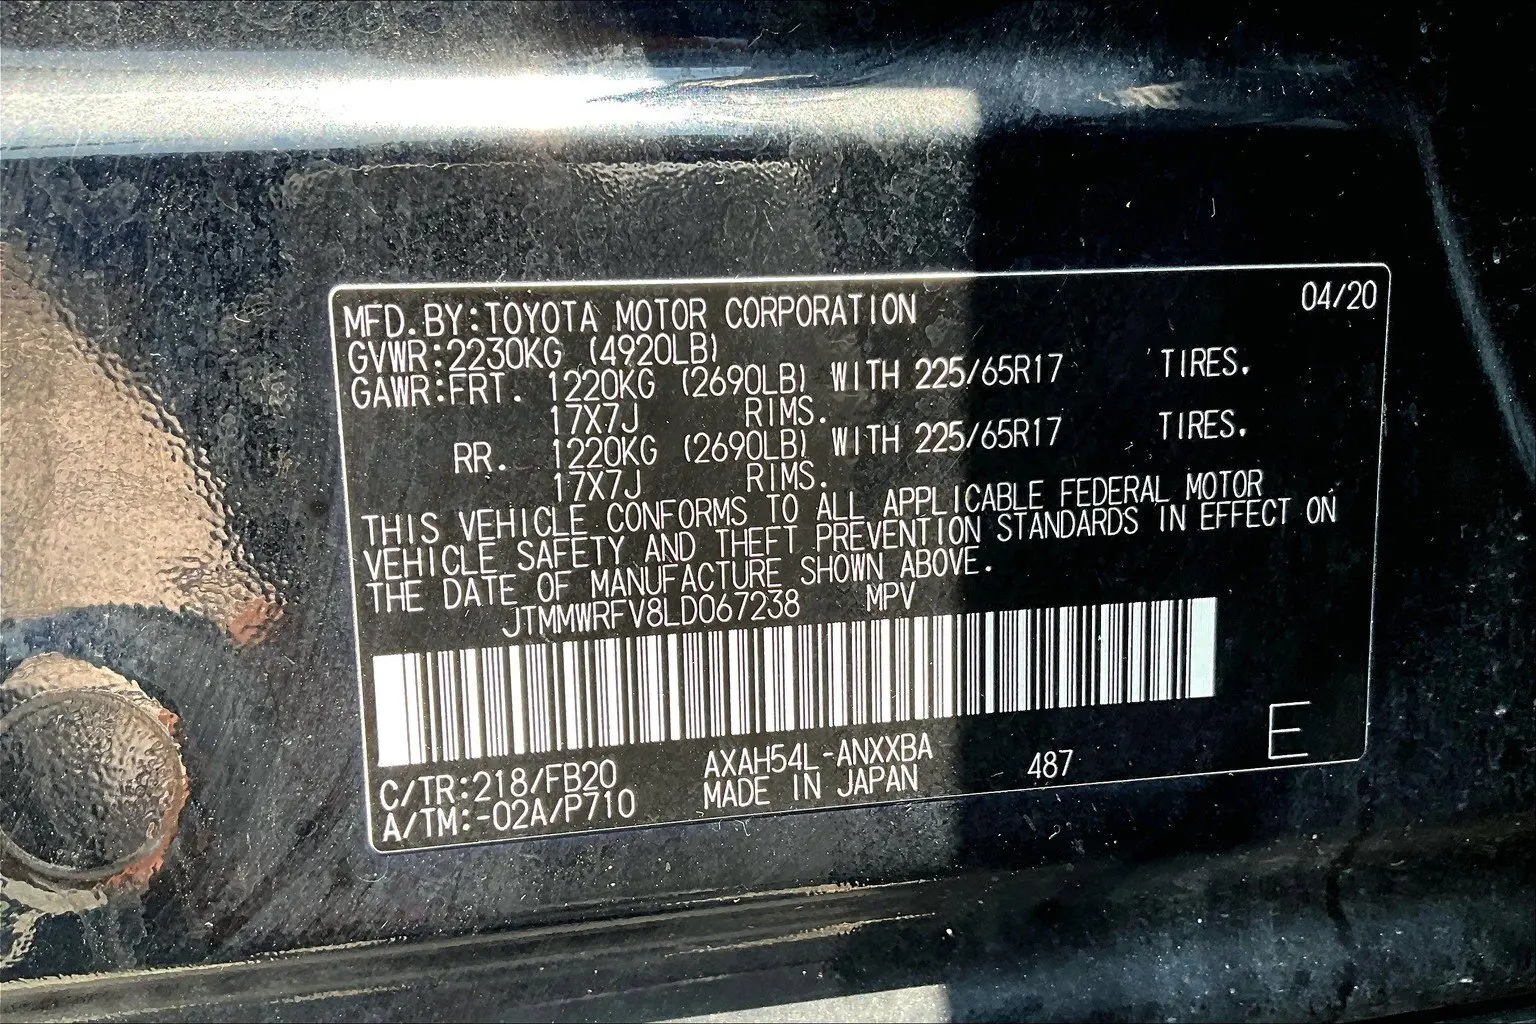 04/20
MFD.BY:TOYOTA MOTOR CORPORATION
GVWR:2230KG (4920LB)
GAWR:FRT. 1220KG (2690LB) WITH 225/65R17 TIRES.
17X7J RIMS.
RR. 1220KG (2690LB) WITH 225/65R17 TIRES.
17X7J RIMS.
THIS VEHICLE CONFORMS TO ALL APPLICABLE FEDERAL MOTOR
VEHICLE SAFETY AND THEFT PREVENTION STANDARDS IN EFFECT ON
THE DATE OF MANUFACTURE SHOWN ABOVE.
JTMMWRFV8LD067238 MPV
C/TR:218/FB20 AXAH54L-ANXXBA 487 E
A/TM:-02A/P710 MADE IN JAPAN